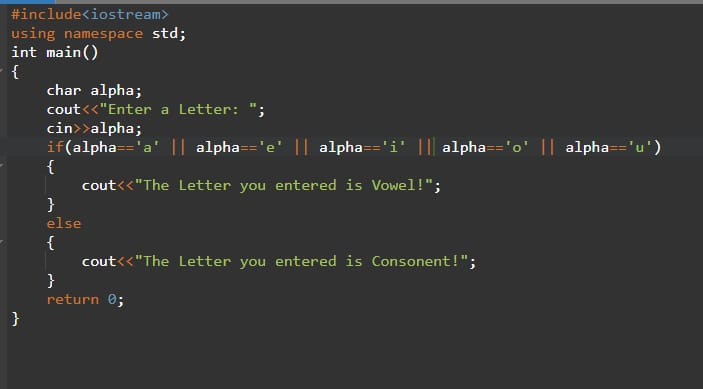 #include<iostream>
using namespace std;
int main()
{
char alpha;
cout<<"Enter a Letter: ";
cin>>alpha;
if(alpha=='a' || alpha=='e' || alpha=='i' || alpha=='o' || alpha=='u')
{
cout<<"The Letter you entered is Vowel!";
}
else
{
cout<<"The Letter you entered is Consonent!";
}
return 0;
}